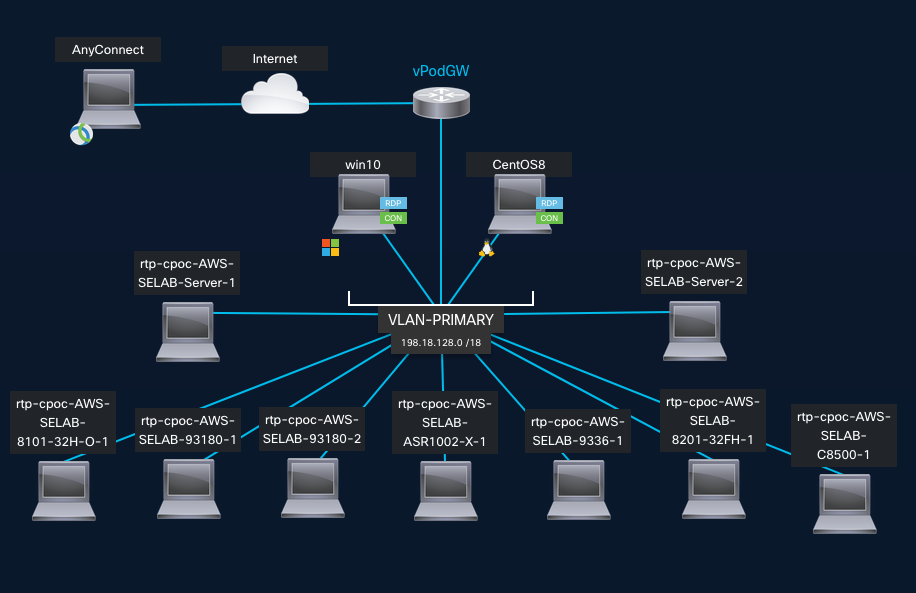 AnyConnect
Internet
vPodGW
win10
RDP
CON
CentOS8
RDP
CON
rtp-cpoc-AWS-
SELAB-Server-1
rtp-cpoc-AWS-
SELAB-Server-2
VLAN-PRIMARY
198.18.128.0 /18
rtp-cpoc-AWS-
SELAB-
8101-32H-O-1
rtp-cpoc-AWS-
SELAB-93180-1
rtp-cpoc-AWS-
SELAB-93180-2
rtp-cpoc-AWS-
SELAB-
ASR1002-X-1
rtp-cpoc-AWS-
SELAB-9336-1
rtp-cpoc-AWS-
SELAB-
8201-32FH-1
rtp-cpoc-AWS-
SELAB-
C8500-1